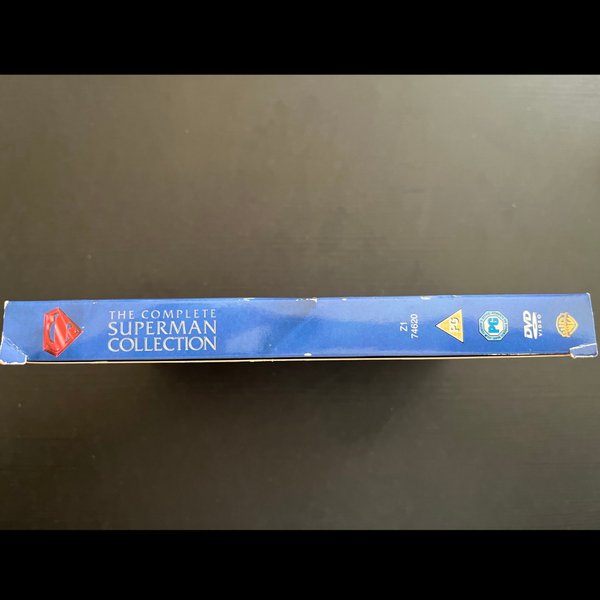 THE COMPLETE
SUPERMAN
COLLECTION
Z1
74620
PG
PG
DVD
VIDEO